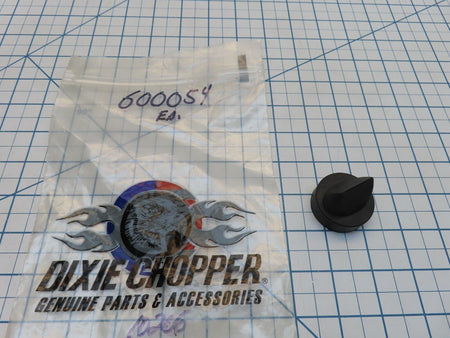 600054
EA.
DIXIE CHOPPER®
GENUINE PARTS & ACCESSORIES